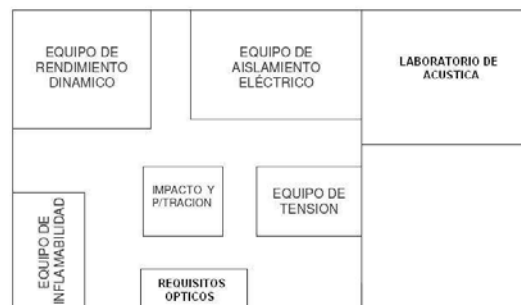 EQUIPO DE
RENDIMIENTO
DINAMICO
EQUIPO DE
AISLAMIENTO
ELÉCTRICO
LABORATORIO DE
ACUSTICA
IMPACTO Y
P/TRACION
EQUIPO DE
TENSION
EQUIPO DE
INFLAMABILIDAD
REQUISITOS
OPTICOS